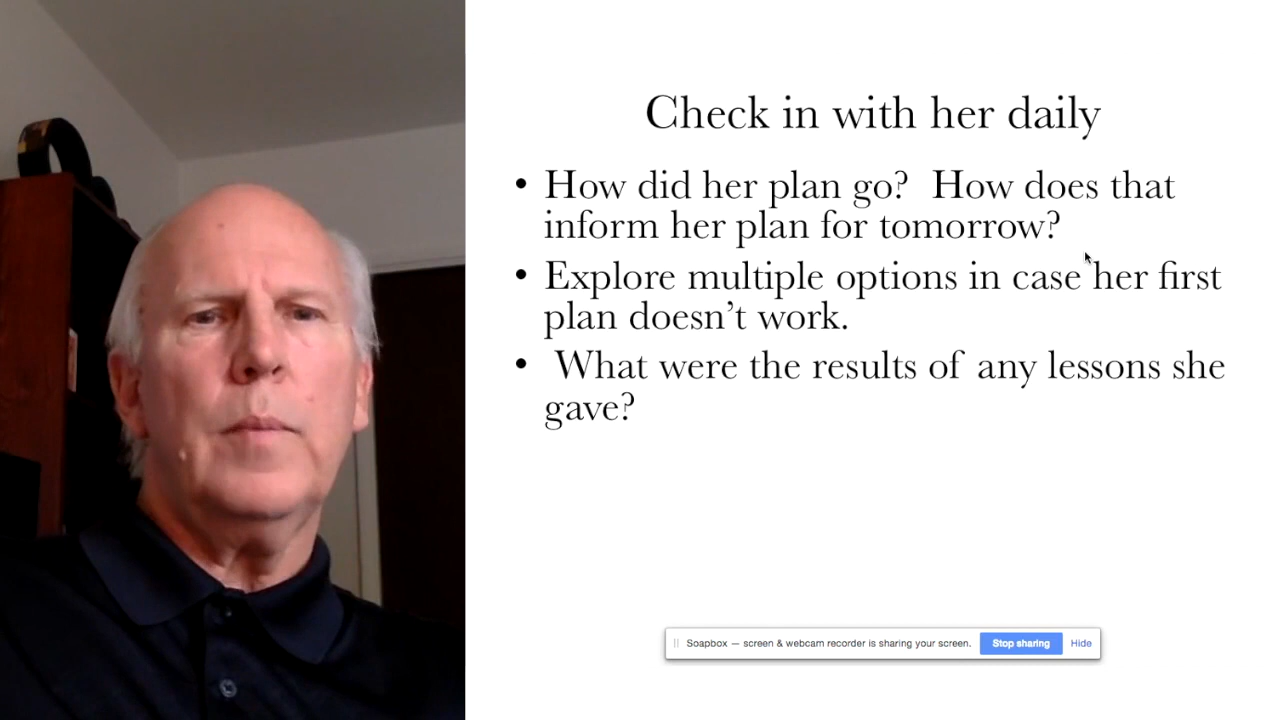 Check in with her daily
• How did her plan go?  How does that
inform her plan for tomorrow?
• Explore multiple options in case her first
plan doesn’t work.
•  What were the results of any lessons she
gave?
Soapbox — screen & webcam recorder is sharing your screen. Stop sharing Hide